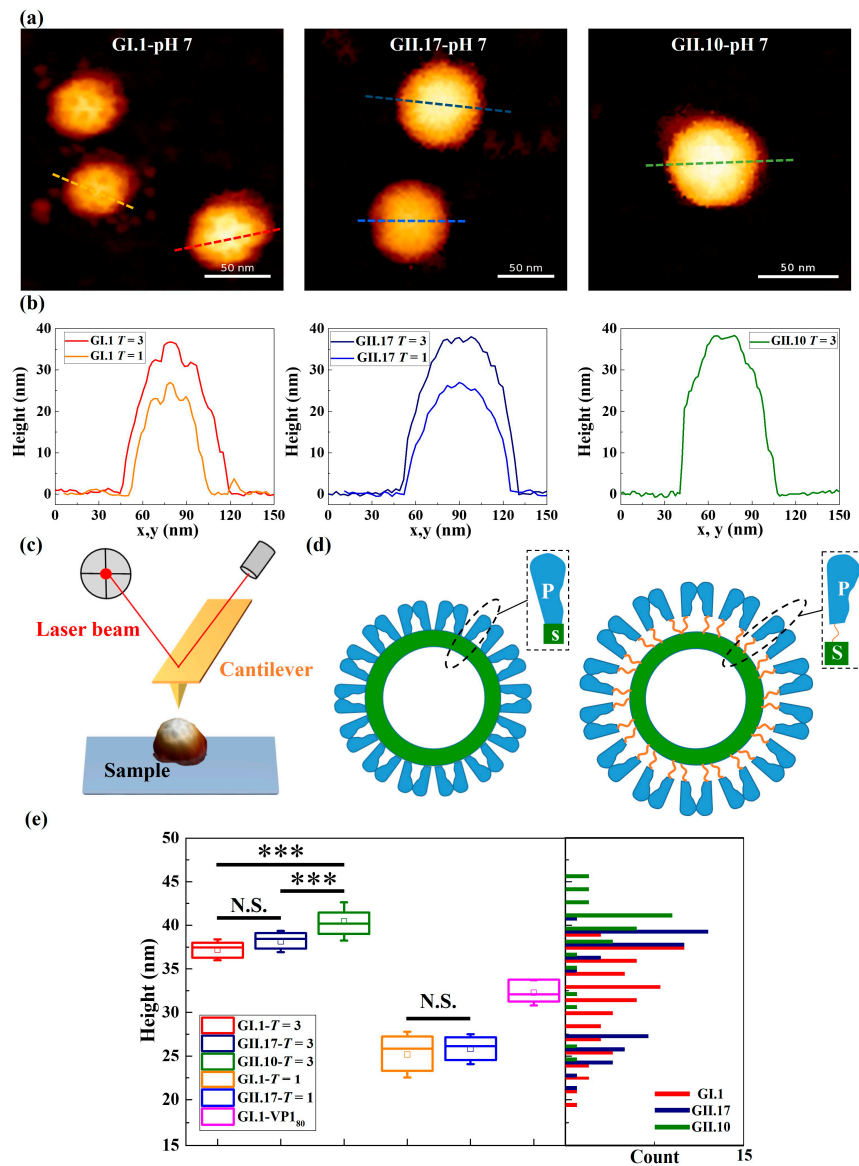 (a)
GI.1-pH 7
GII.17-pH 7
GII.10-pH 7
50 nm
50 nm
50 nm
(b)
40
30
20
10
0
Height (nm)
GI.1 T = 3
GI.1 T = 1
0 30 60 90 120 150
x,y (nm)
40
30
20
10
0
Height (nm)
GII.17 T = 3
GII.17 T = 1
0 30 60 90 120 150
x,y (nm)
40
30
20
10
0
Height (nm)
GII.10 T = 3
0 30 60 90 120 150
x, y (nm)
(c)
Laser beam
Cantilever
Sample
(d)
P
S
P
S
(e)
50
45
40
35
30
25
20
15
Height (nm)
***
***
N.S.
N.S.
GI.1-T = 3
GII.17-T = 3
GII.10-T = 3
GI.1-T = 1
GII.17-T = 1
GI.1-VP1₈₀
GI.1
GII.17
GII.10
15
Count
15